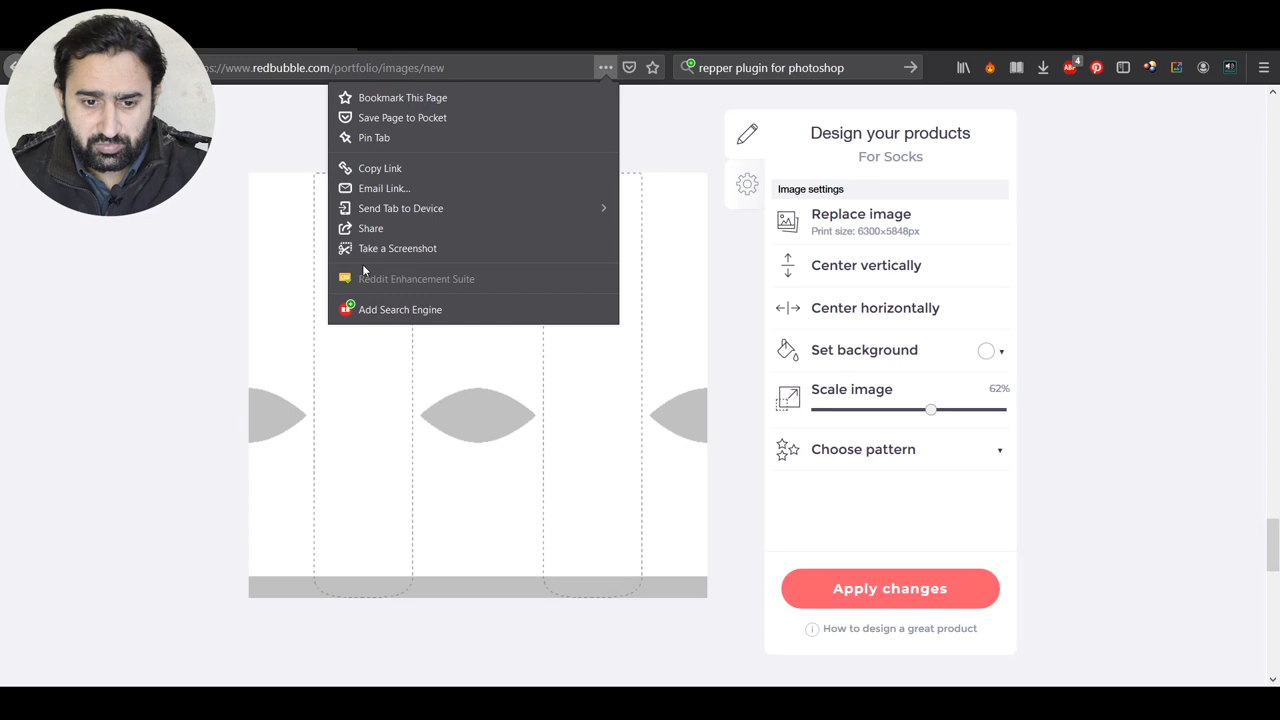 ps://www.redbubble.com/portfolio/images/new
repper plugin for photoshop
ABP
4
Bookmark This Page
Save Page to Pocket
Pin Tab
Copy Link
Email Link...
Send Tab to Device
Share
Take a Screenshot
Reddit Enhancement Suite
Add Search Engine
Design your products
For Socks
Image settings
Replace image
Print size: 6300×5848px
Center vertically
Center horizontally
Set background
Scale image
62%
Choose pattern
Apply changes
How to design a great product